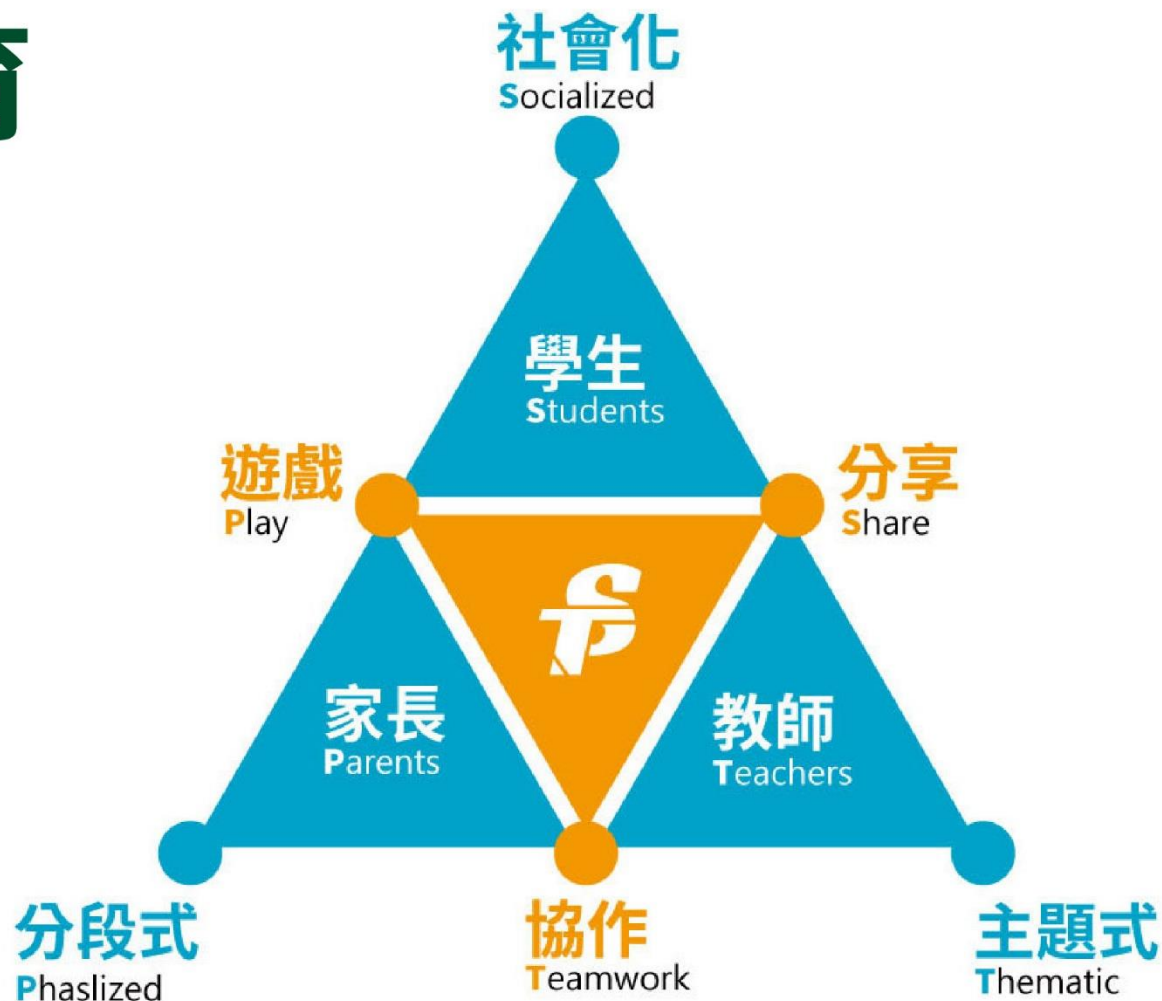 社會化
Socialized
學生
Students
遊戲
Play
分享
Share
家長
Parents
教師
Teachers
分段式
Phaslized
協作
Teamwork
主題式
Thematic